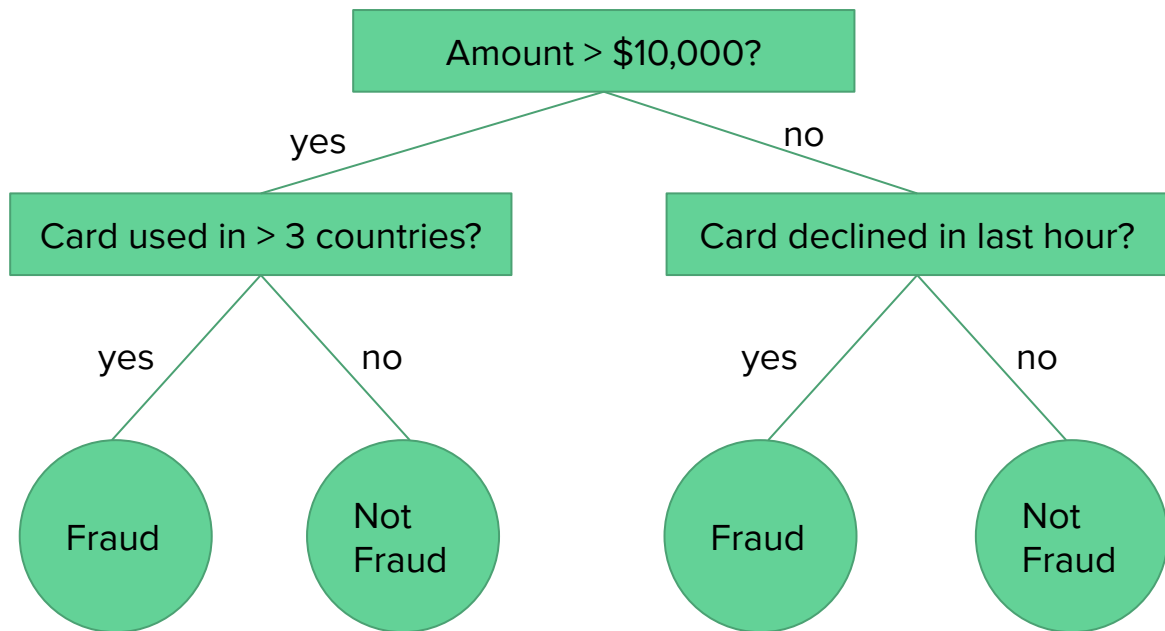 Amount > $10,000?
yes
no
Card used in > 3 countries?
Card declined in last hour?
yes
no
yes
no
Fraud
Not
Fraud
Fraud
Not
Fraud